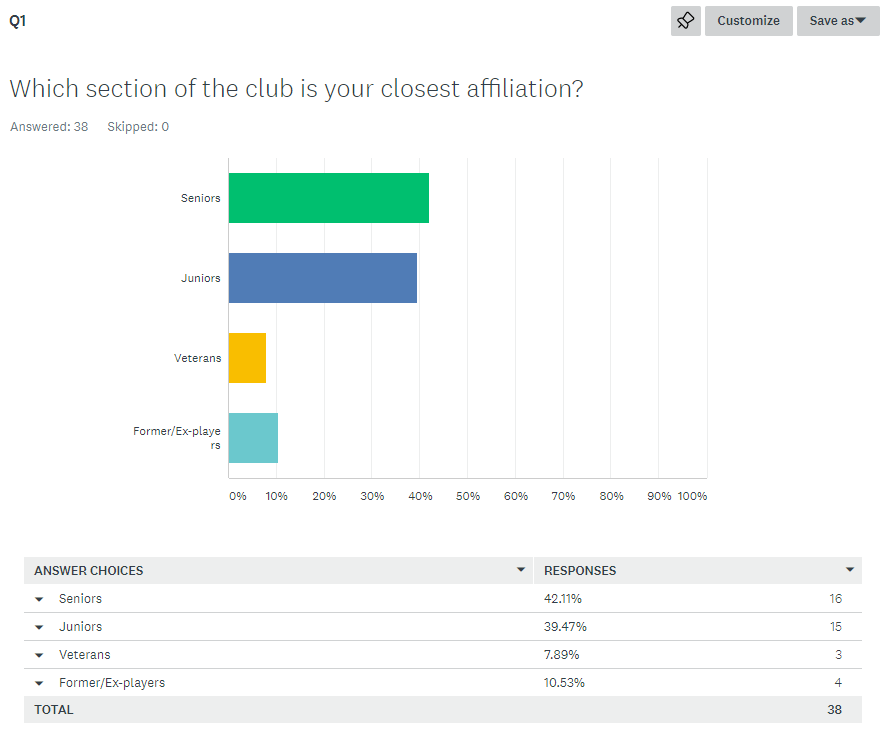 Q1
Customize
Save as
Which section of the club is your closest affiliation?
Answered: 38 Skipped: 0
Seniors
Juniors
Veterans
Former/Ex-playe
rs
0% 10% 20% 30% 40% 50% 60% 70% 80% 90% 100%
ANSWER CHOICES RESPONSES
Seniors 42.11% 16
Juniors 39.47% 15
Veterans 7.89% 3
Former/Ex-players 10.53% 4
TOTAL 38